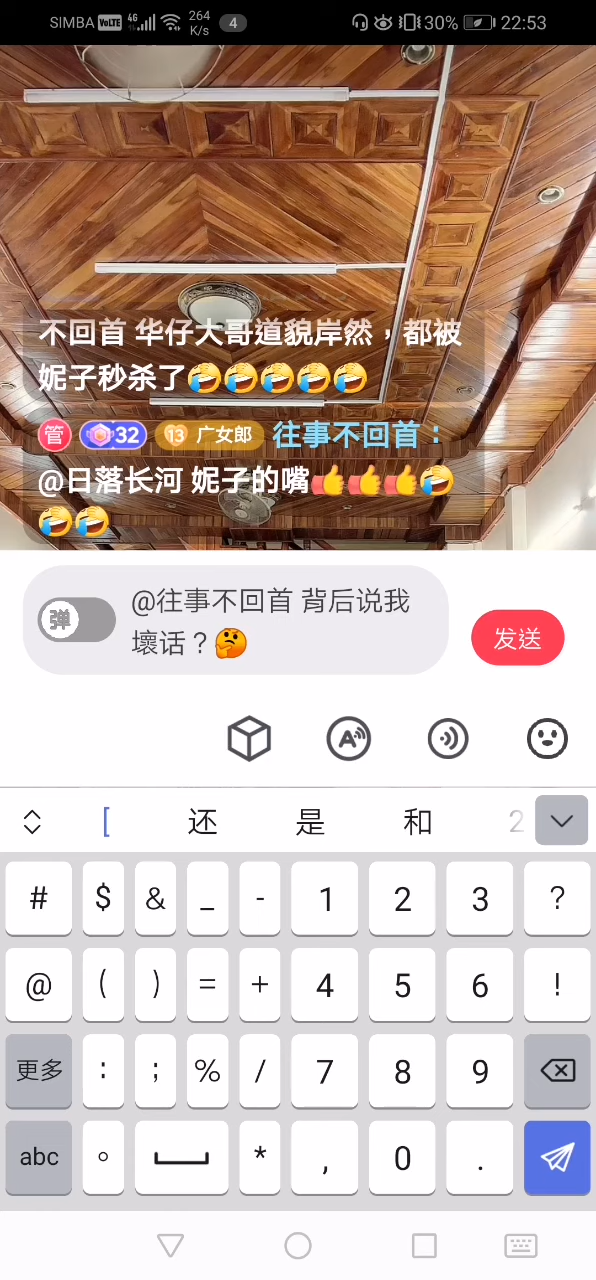 SIMBA VoLTE 4G 264 K/s 4 30% 22:53
不回首 华仔大哥道貌岸然，都被
妮子秒杀了🤣🤣🤣🤣🤣
管 32 13 广女郎 往事不回首：
@日落长河 妮子的嘴👍👍👍🤣
🤣🤣
弹 @往事不回首 背后说我
壞话？🤔
发送
A
[ 还 是 和 2
# $ & _ - 1 2 3 ?
@ ( ) = + 4 5 6 !
更多 : ; % / 7 8 9
abc 。 * , 0 .